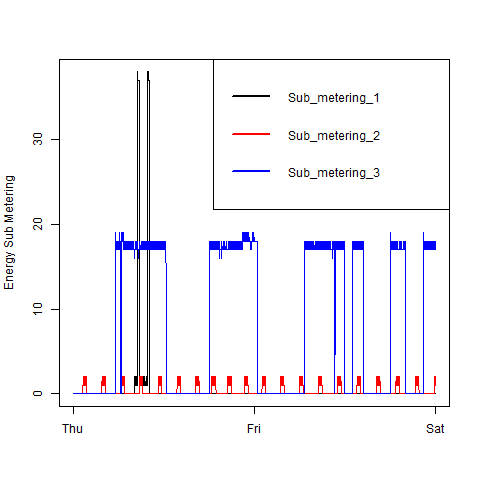 Energy Sub Metering
30
20
10
0
Sub_metering_1
Sub_metering_2
Sub_metering_3
Thu Fri Sat